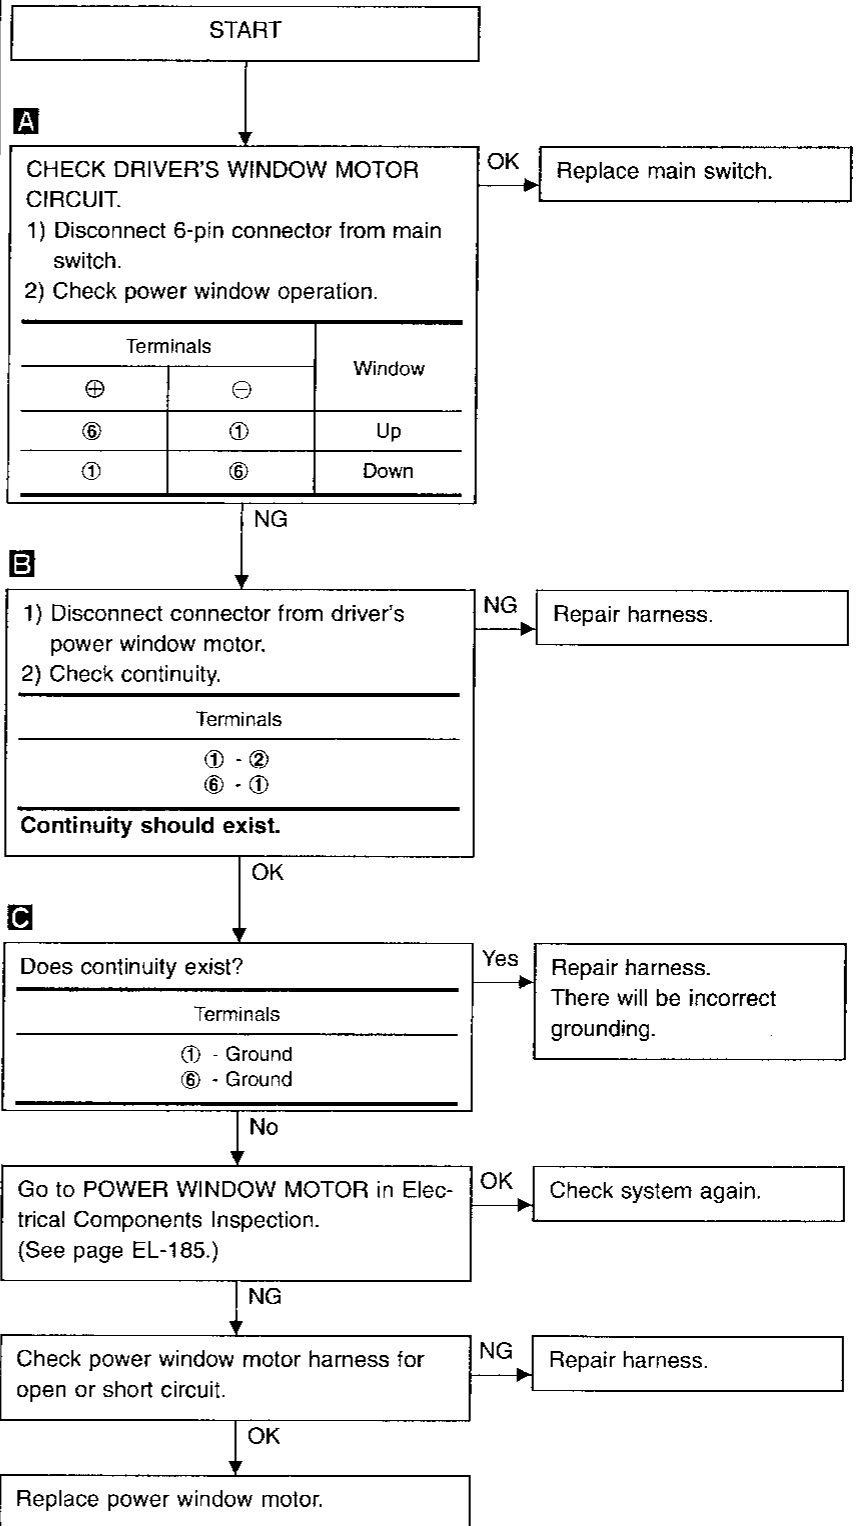 START
A
CHECK DRIVER'S WINDOW MOTOR
CIRCUIT.
1) Disconnect 6-pin connector from main
switch.
2) Check power window operation.
Terminals
Window
⊕ ⊖
⑥ ① Up
① ⑥ Down
OK
Replace main switch.
NG
B
1) Disconnect connector from driver's
power window motor.
2) Check continuity.
Terminals
① - ②
⑥ - ①
Continuity should exist.
NG
Repair harness.
OK
C
Does continuity exist?
Terminals
① - Ground
⑥ - Ground
Yes
Repair harness.
There will be incorrect
grounding.
No
Go to POWER WINDOW MOTOR in Elec-
trical Components Inspection.
(See page EL-185.)
OK
Check system again.
NG
Check power window motor harness for
open or short circuit.
NG
Repair harness.
OK
Replace power window motor.